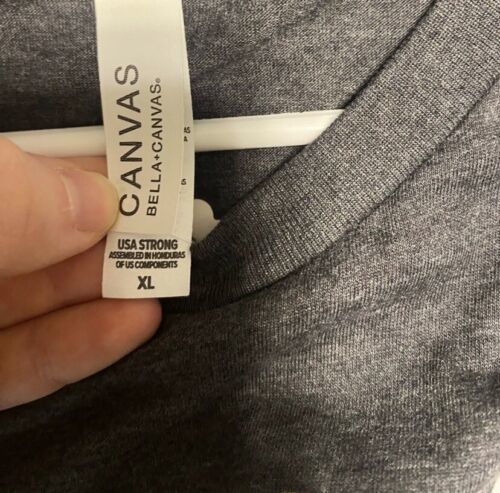 CANVAS
BELLA+CANVAS®
USA STRONG
ASSEMBLED IN HONDURAS
OF US COMPONENTS
XL